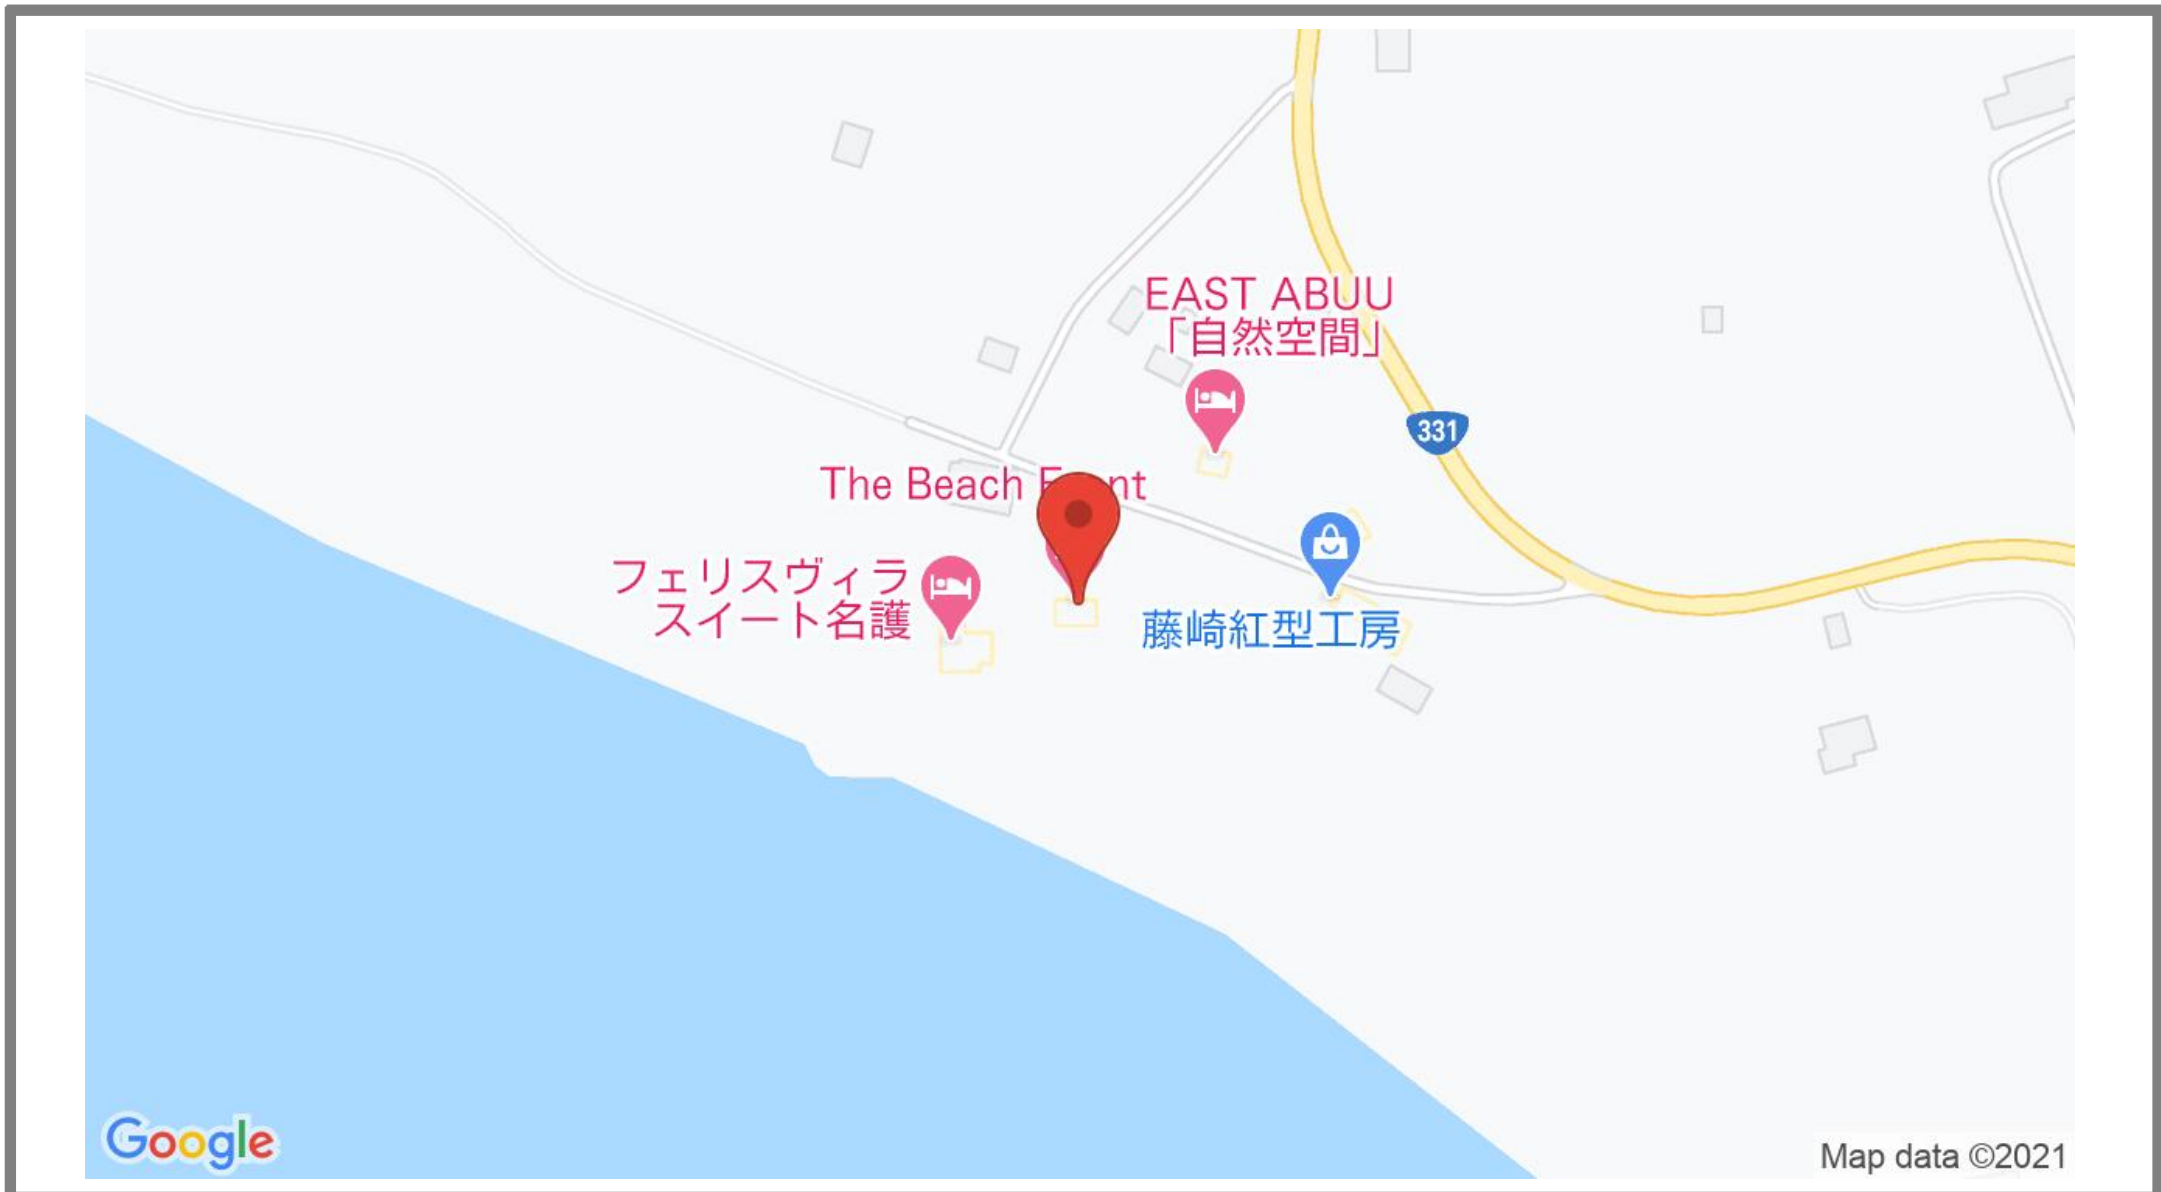 EAST ABUU
「自然空間」
331
The Beach
フェリスヴィラ
スイート名護
藤崎紅型工房
Google
Map data ©2021